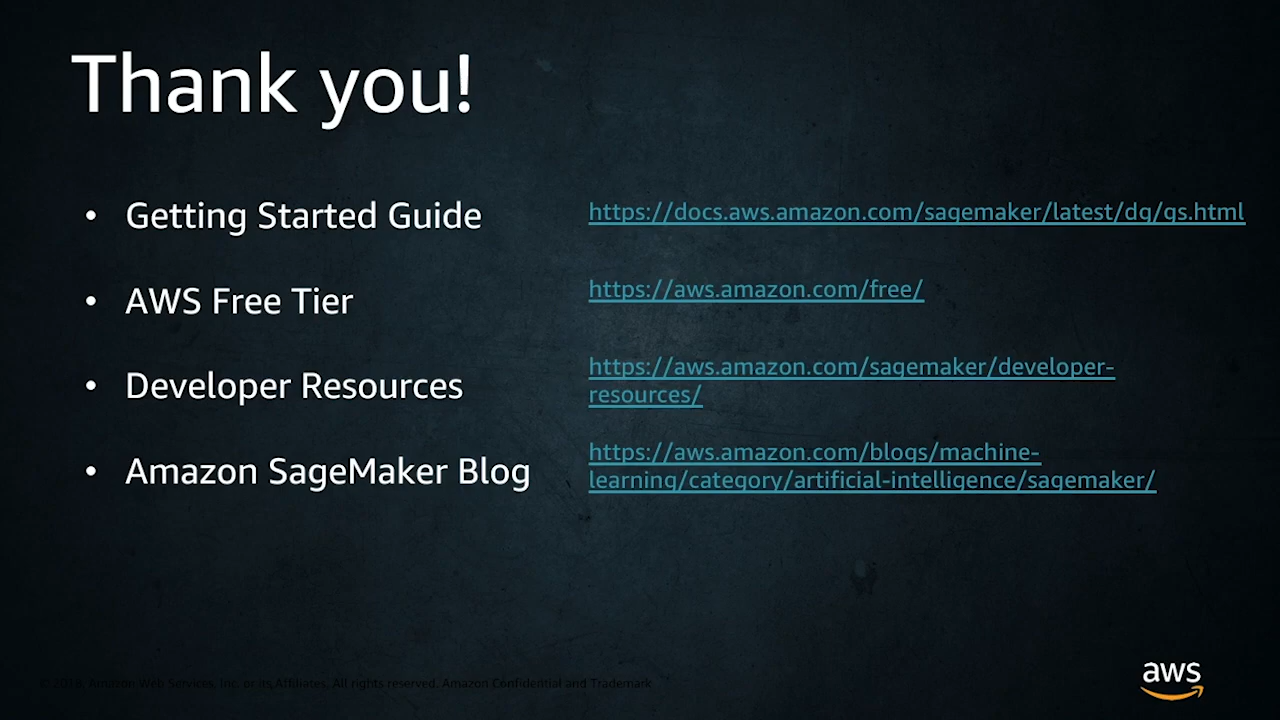 Thank you!
• Getting Started Guide
https://docs.aws.amazon.com/sagemaker/latest/dg/gs.html
• AWS Free Tier
https://aws.amazon.com/free/
• Developer Resources
https://aws.amazon.com/sagemaker/developer-
resources/
• Amazon SageMaker Blog
https://aws.amazon.com/blogs/machine-
learning/category/artificial-intelligence/sagemaker/
© 2018, Amazon Web Services, Inc. or its Affiliates. All rights reserved. Amazon Confidential and Trademark
aws